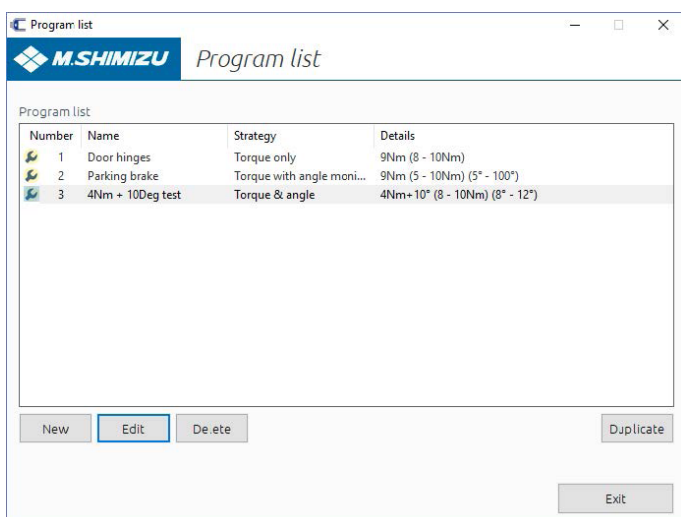 Program list
M.SHIMIZU Program list
Program list
Number Name Strategy Details
1 Door hinges Torque only 9Nm (8 - 10Nm)
2 Parking brake Torque with angle moni... 9Nm (5 - 10Nm) (5° - 100°)
3 4Nm + 10Deg test Torque & angle 4Nm+10° (8 - 10Nm) (8° - 12°)
New Edit De.ete Duplicate
Exit